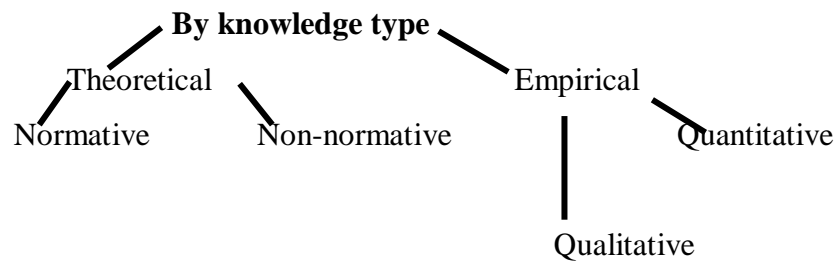 By knowledge type
Theoretical Empirical
Normative Non-normative Quantitative
Qualitative